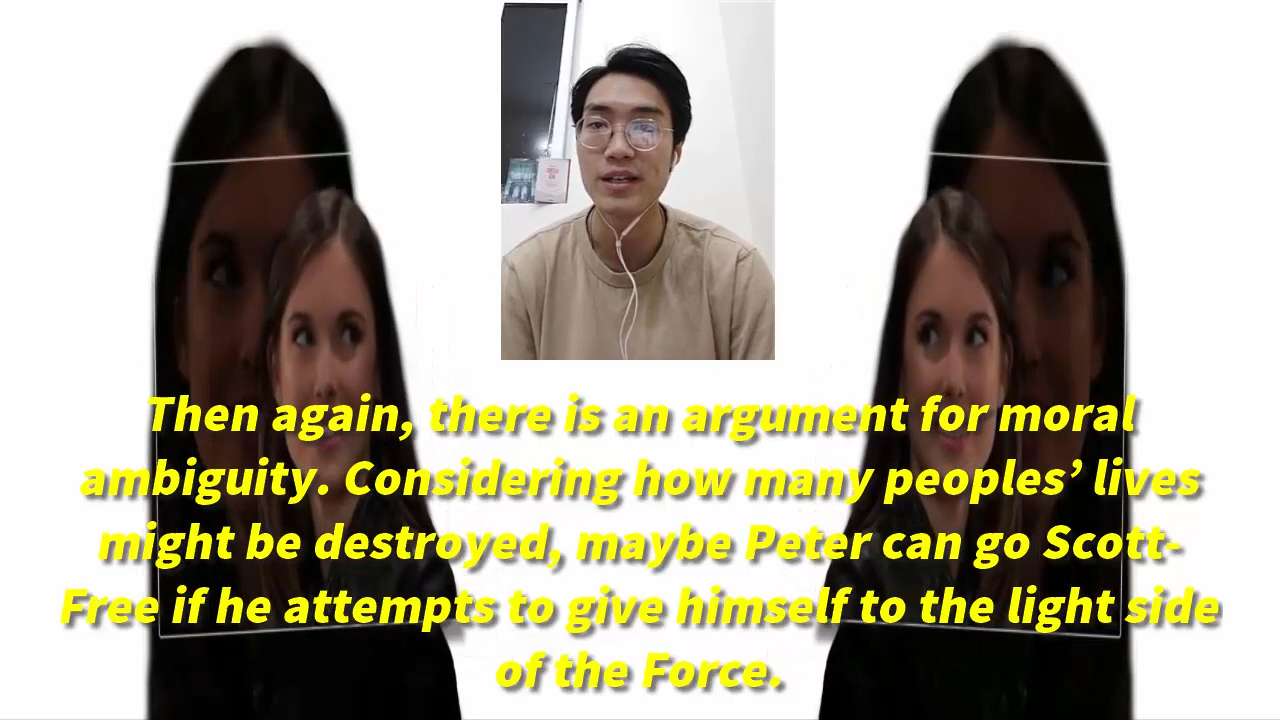 Then again, there is an argument for moral
ambiguity. Considering how many peoples’ lives
might be destroyed, maybe Peter can go Scott-
Free if he attempts to give himself to the light side
of the Force.